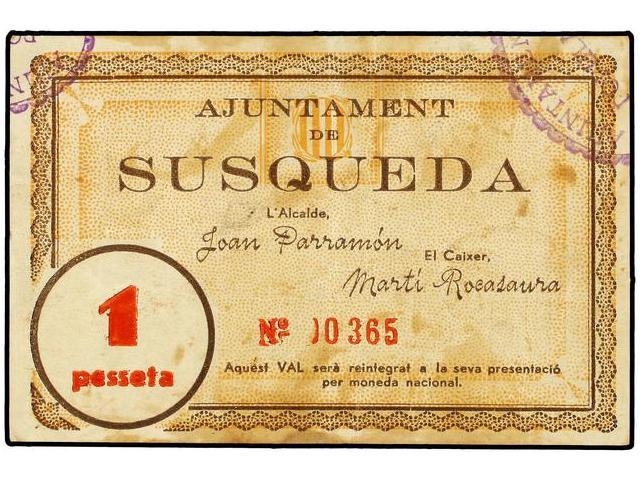 AJUNTAMENT
DE
SUSQUEDA
L'Alcalde,
Joan Parramón
El Caixer,
Martí Rocasaura
1
pesseta
Nº 00365
Aquest VAL serà reintegrat a la seva presentació
per moneda nacional.